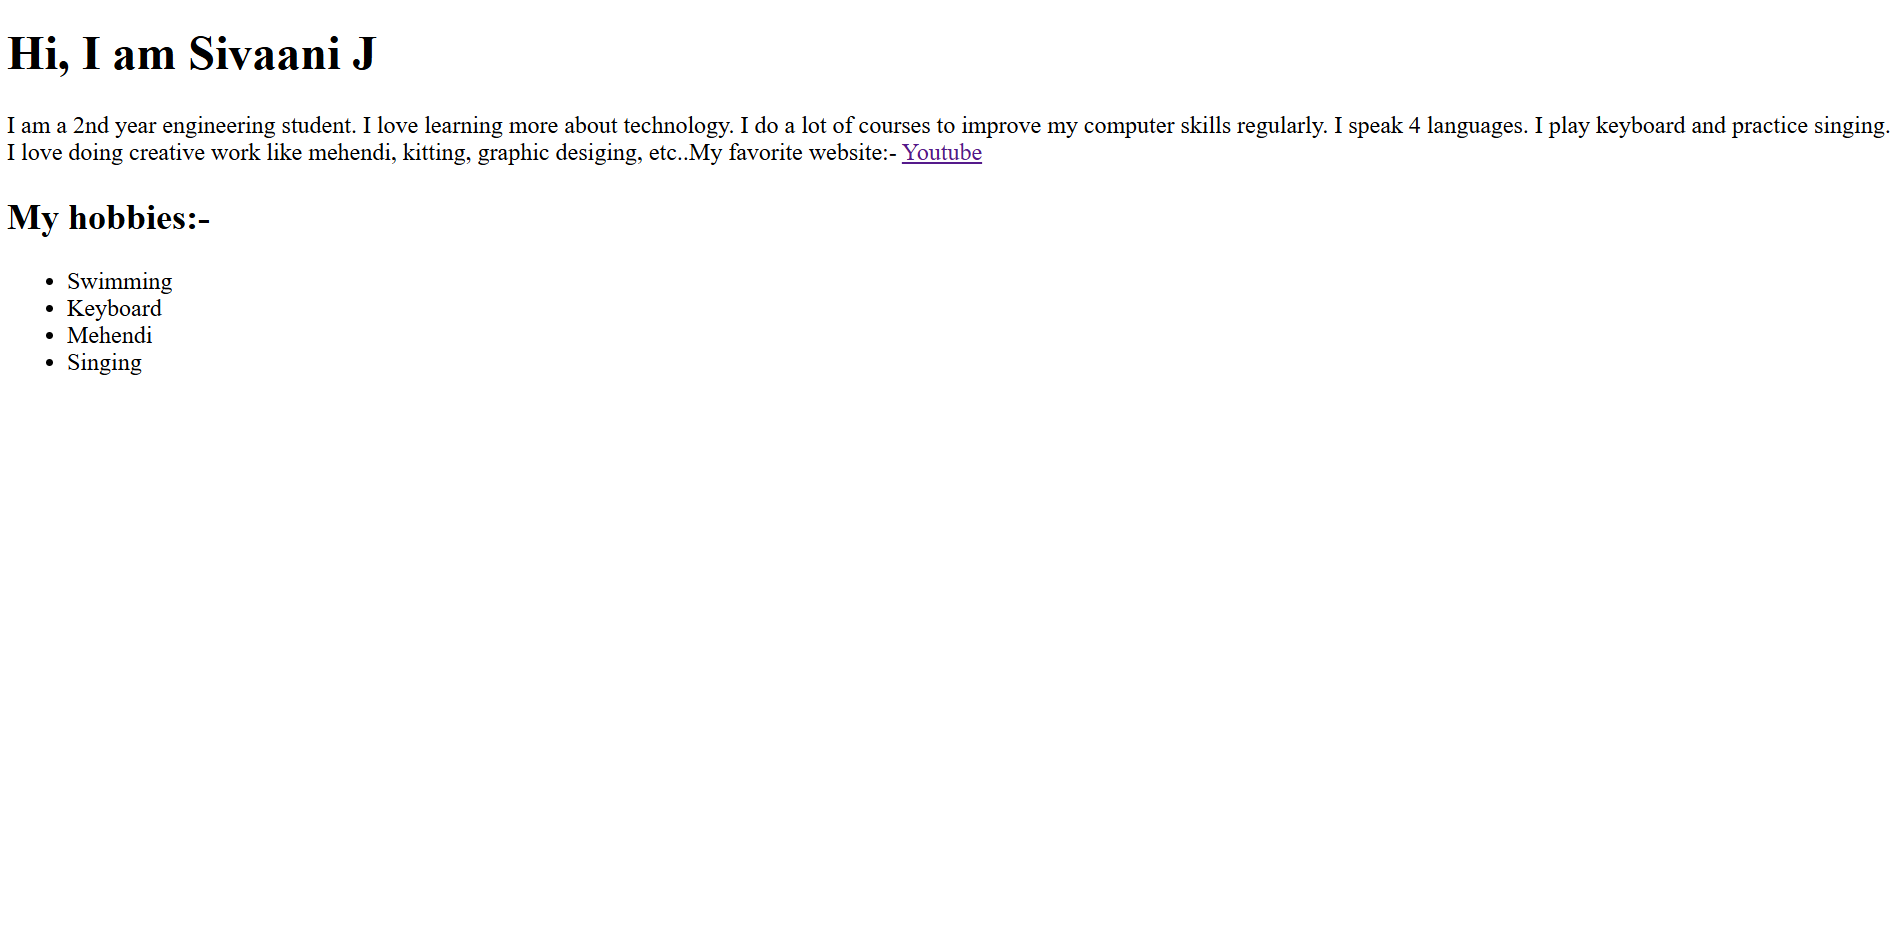 Hi, I am Sivaani J
I am a 2nd year engineering student. I love learning more about technology. I do a lot of courses to improve my computer skills regularly. I speak 4 languages. I play keyboard and practice singing.
I love doing creative work like mehendi, kitting, graphic desiging, etc..My favorite website:- Youtube
My hobbies:-
• Swimming
• Keyboard
• Mehendi
• Singing